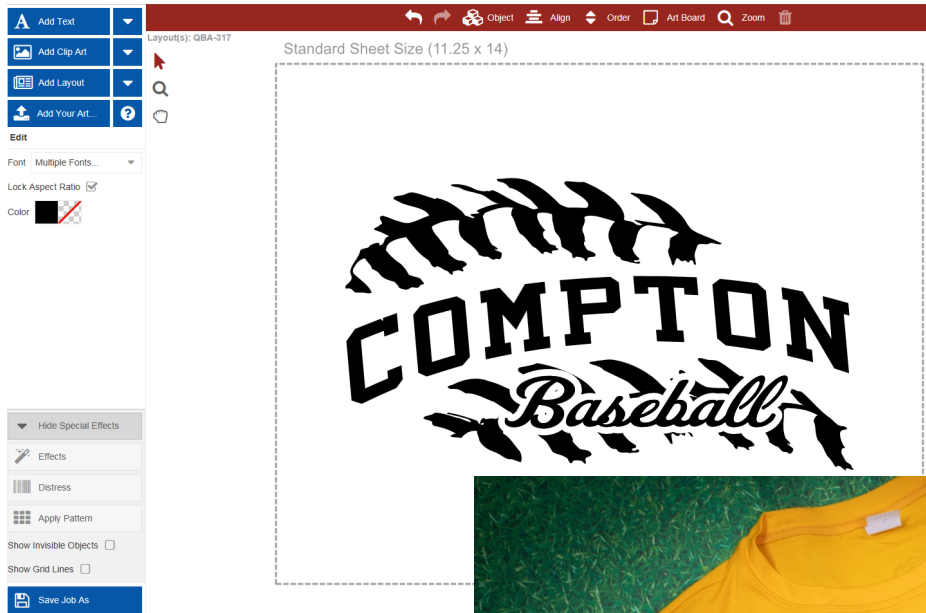 Add Text
Object Align Order Art Board Zoom
Layout(s): QBA-317
Standard Sheet Size (11.25 x 14)
Add Clip Art
Add Layout
Add Your Art... ?
Edit
Font Multiple Fonts...
Lock Aspect Ratio
Color
COMPTON
Baseball
Hide Special Effects
Effects
Distress
Apply Pattern
Show Invisible Objects
Show Grid Lines
Save Job As